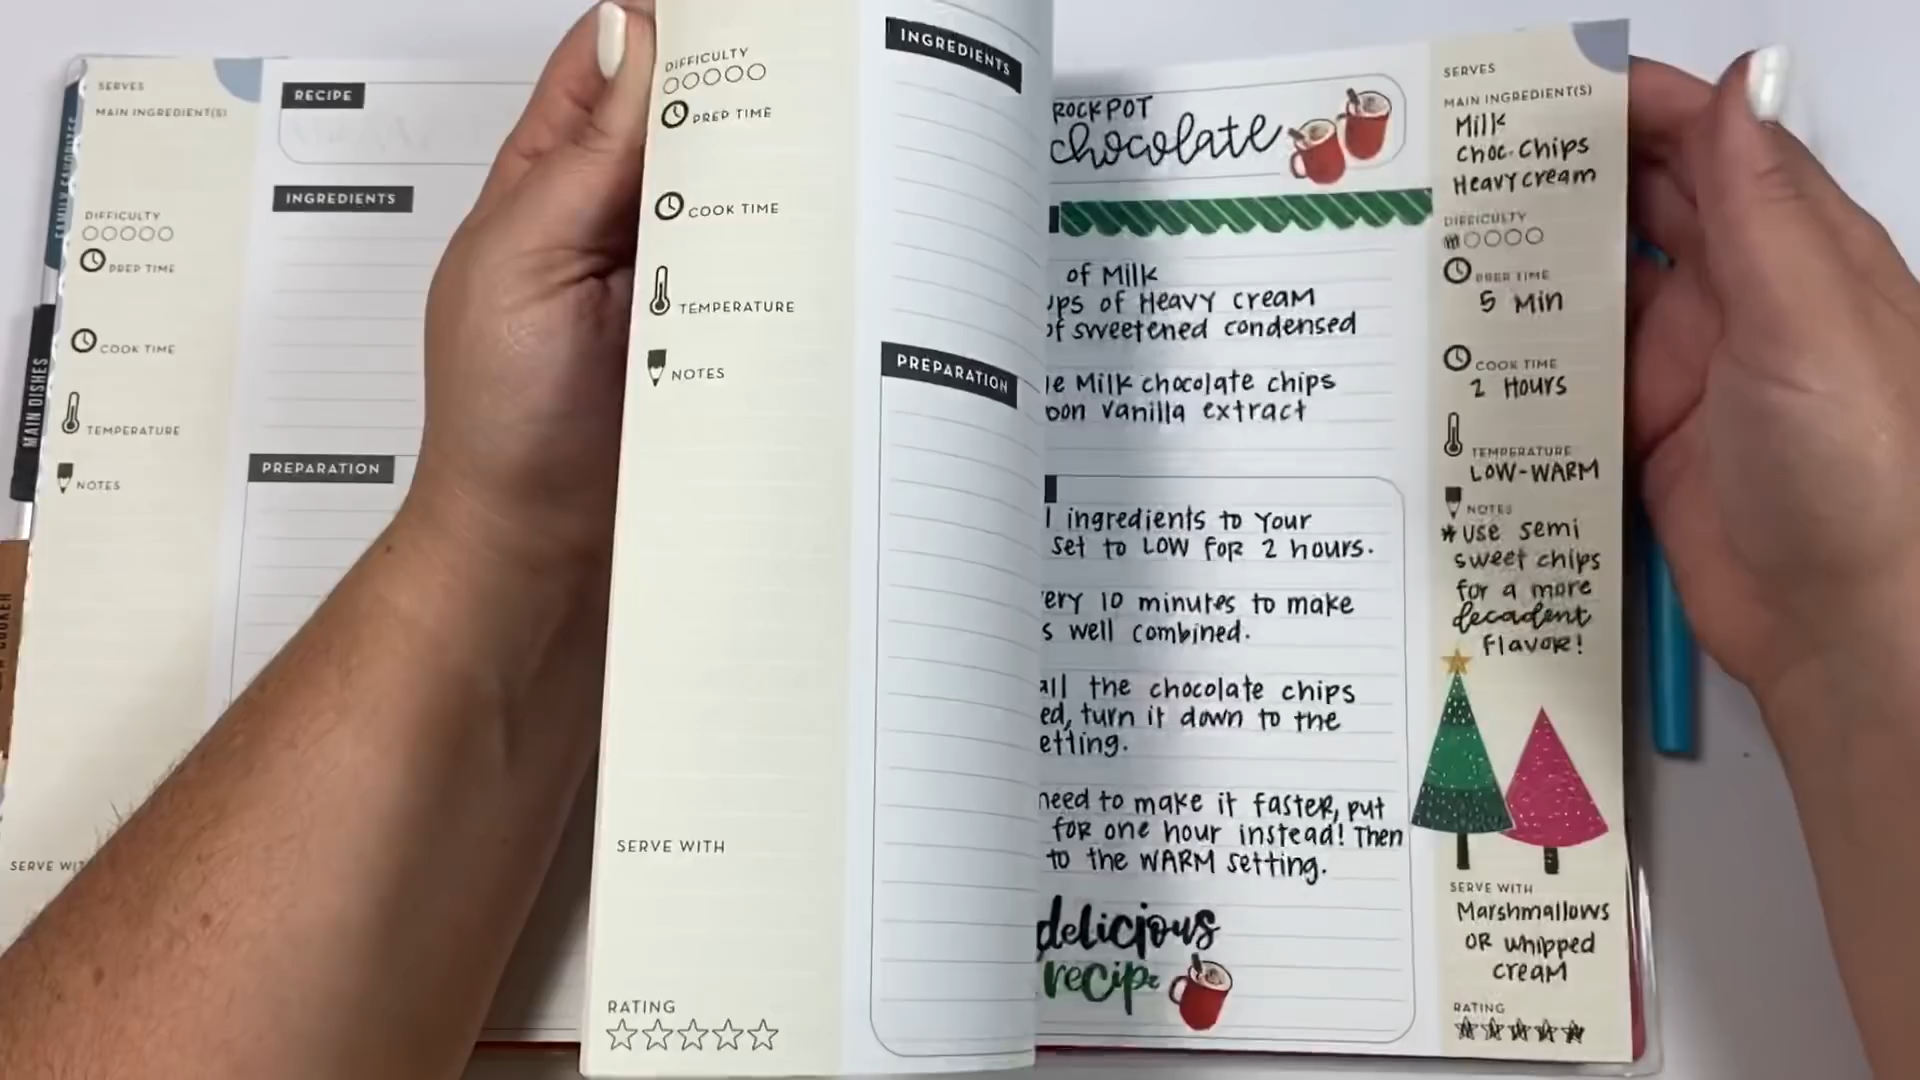 FAMILY FAVORITES
MAIN DISHES
SERVES
MAIN INGREDIENT(S)
DIFFICULTY
PREP TIME
COOK TIME
TEMPERATURE
NOTES
SERVE
RECIPE
INGREDIENTS
PREPARATION
DIFFICULTY
PREP TIME
COOK TIME
TEMPERATURE
NOTES
SERVE WITH
RATING
INGREDIENTS
PREPARATION
ROCKPOT
chocolate
of Milk
of Heavy cream
of sweetened condensed
Milk chocolate chips
vanilla extract
ingredients to your
set to LOW for 2 hours.
10 minutes to make
well combined.
all the chocolate chips
turn it down to the
need to make it faster, put
for one hour instead! Then
to the WARM setting.
delicious
recipe
SERVES
MAIN INGREDIENT(S)
Milk
choc. Chips
Heavy cream
DIFFICULTY
PREP TIME
5 Min
COOK TIME
2 Hours
TEMPERATURE
LOW-WARM
NOTES
*use semi
sweet chips
for a more
decadent
flavor!
SERVE WITH
Marshmallows
OR whipped
cream
RATING